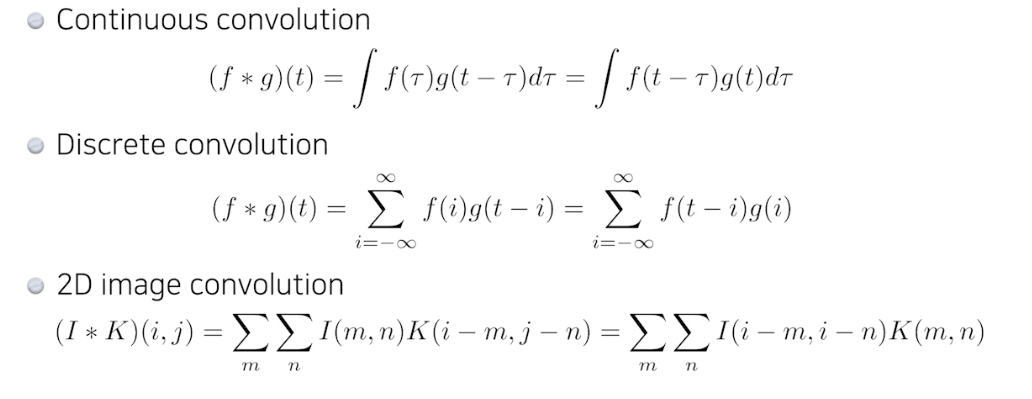 Continuous convolution
(f ∗ g)(t) = ∫ f(τ)g(t − τ)dτ = ∫ f(t − τ)g(t)dτ
Discrete convolution
(f ∗ g)(t) = ∑_{i=−∞}^{∞} f(i)g(t − i) = ∑_{i=−∞}^{∞} f(t − i)g(i)
2D image convolution
(I ∗ K)(i, j) = ∑_m ∑_n I(m, n)K(i − m, j − n) = ∑_m ∑_n I(i − m, i − n)K(m, n)